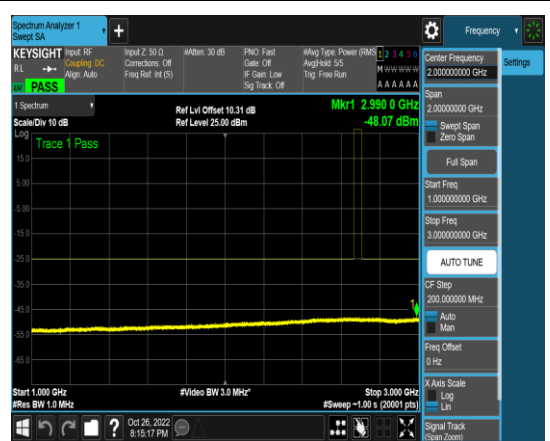 Spectrum Analyzer 1
Swept SA
+
Frequency
KEYSIGHT
RL
LXI
PASS
Input: RF
Coupling: DC
Align: Auto
Input Z: 50 Ω
Corrections: Off
Freq Ref: Int (S)
#Atten: 30 dB
PNO: Fast
Gate: Off
IF Gain: Low
Sig Track: Off
#Avg Type: Power (RMS
Avg|Hold: 5/5
Trig: Free Run
1 2 3 4 5 6
M W W W W W
A A A A A A
1 Spectrum
Scale/Div 10 dB
Ref Lvl Offset 10.31 dB
Ref Level 25.00 dBm
Mkr1 2.990 0 GHz
-48.07 dBm
Log
Trace 1 Pass
15.0
5.00
-5.00
-15.0
-25.0
-35.0
-45.0
-55.0
-65.0
1
Start 1.000 GHz
#Res BW 1.0 MHz
#Video BW 3.0 MHz*
Stop 3.000 GHz
#Sweep ~1.00 s (20001 pts)
?
Oct 26, 2022
8:15:17 PM
Center Frequency
2.000000000 GHz
Settings
Span
2.00000000 GHz
Swept Span
Zero Span
Full Span
Start Freq
1.000000000 GHz
Stop Freq
3.000000000 GHz
AUTO TUNE
CF Step
200.000000 MHz
Auto
Man
Freq Offset
0 Hz
X Axis Scale
Log
Lin
Signal Track
(Span Zoom)